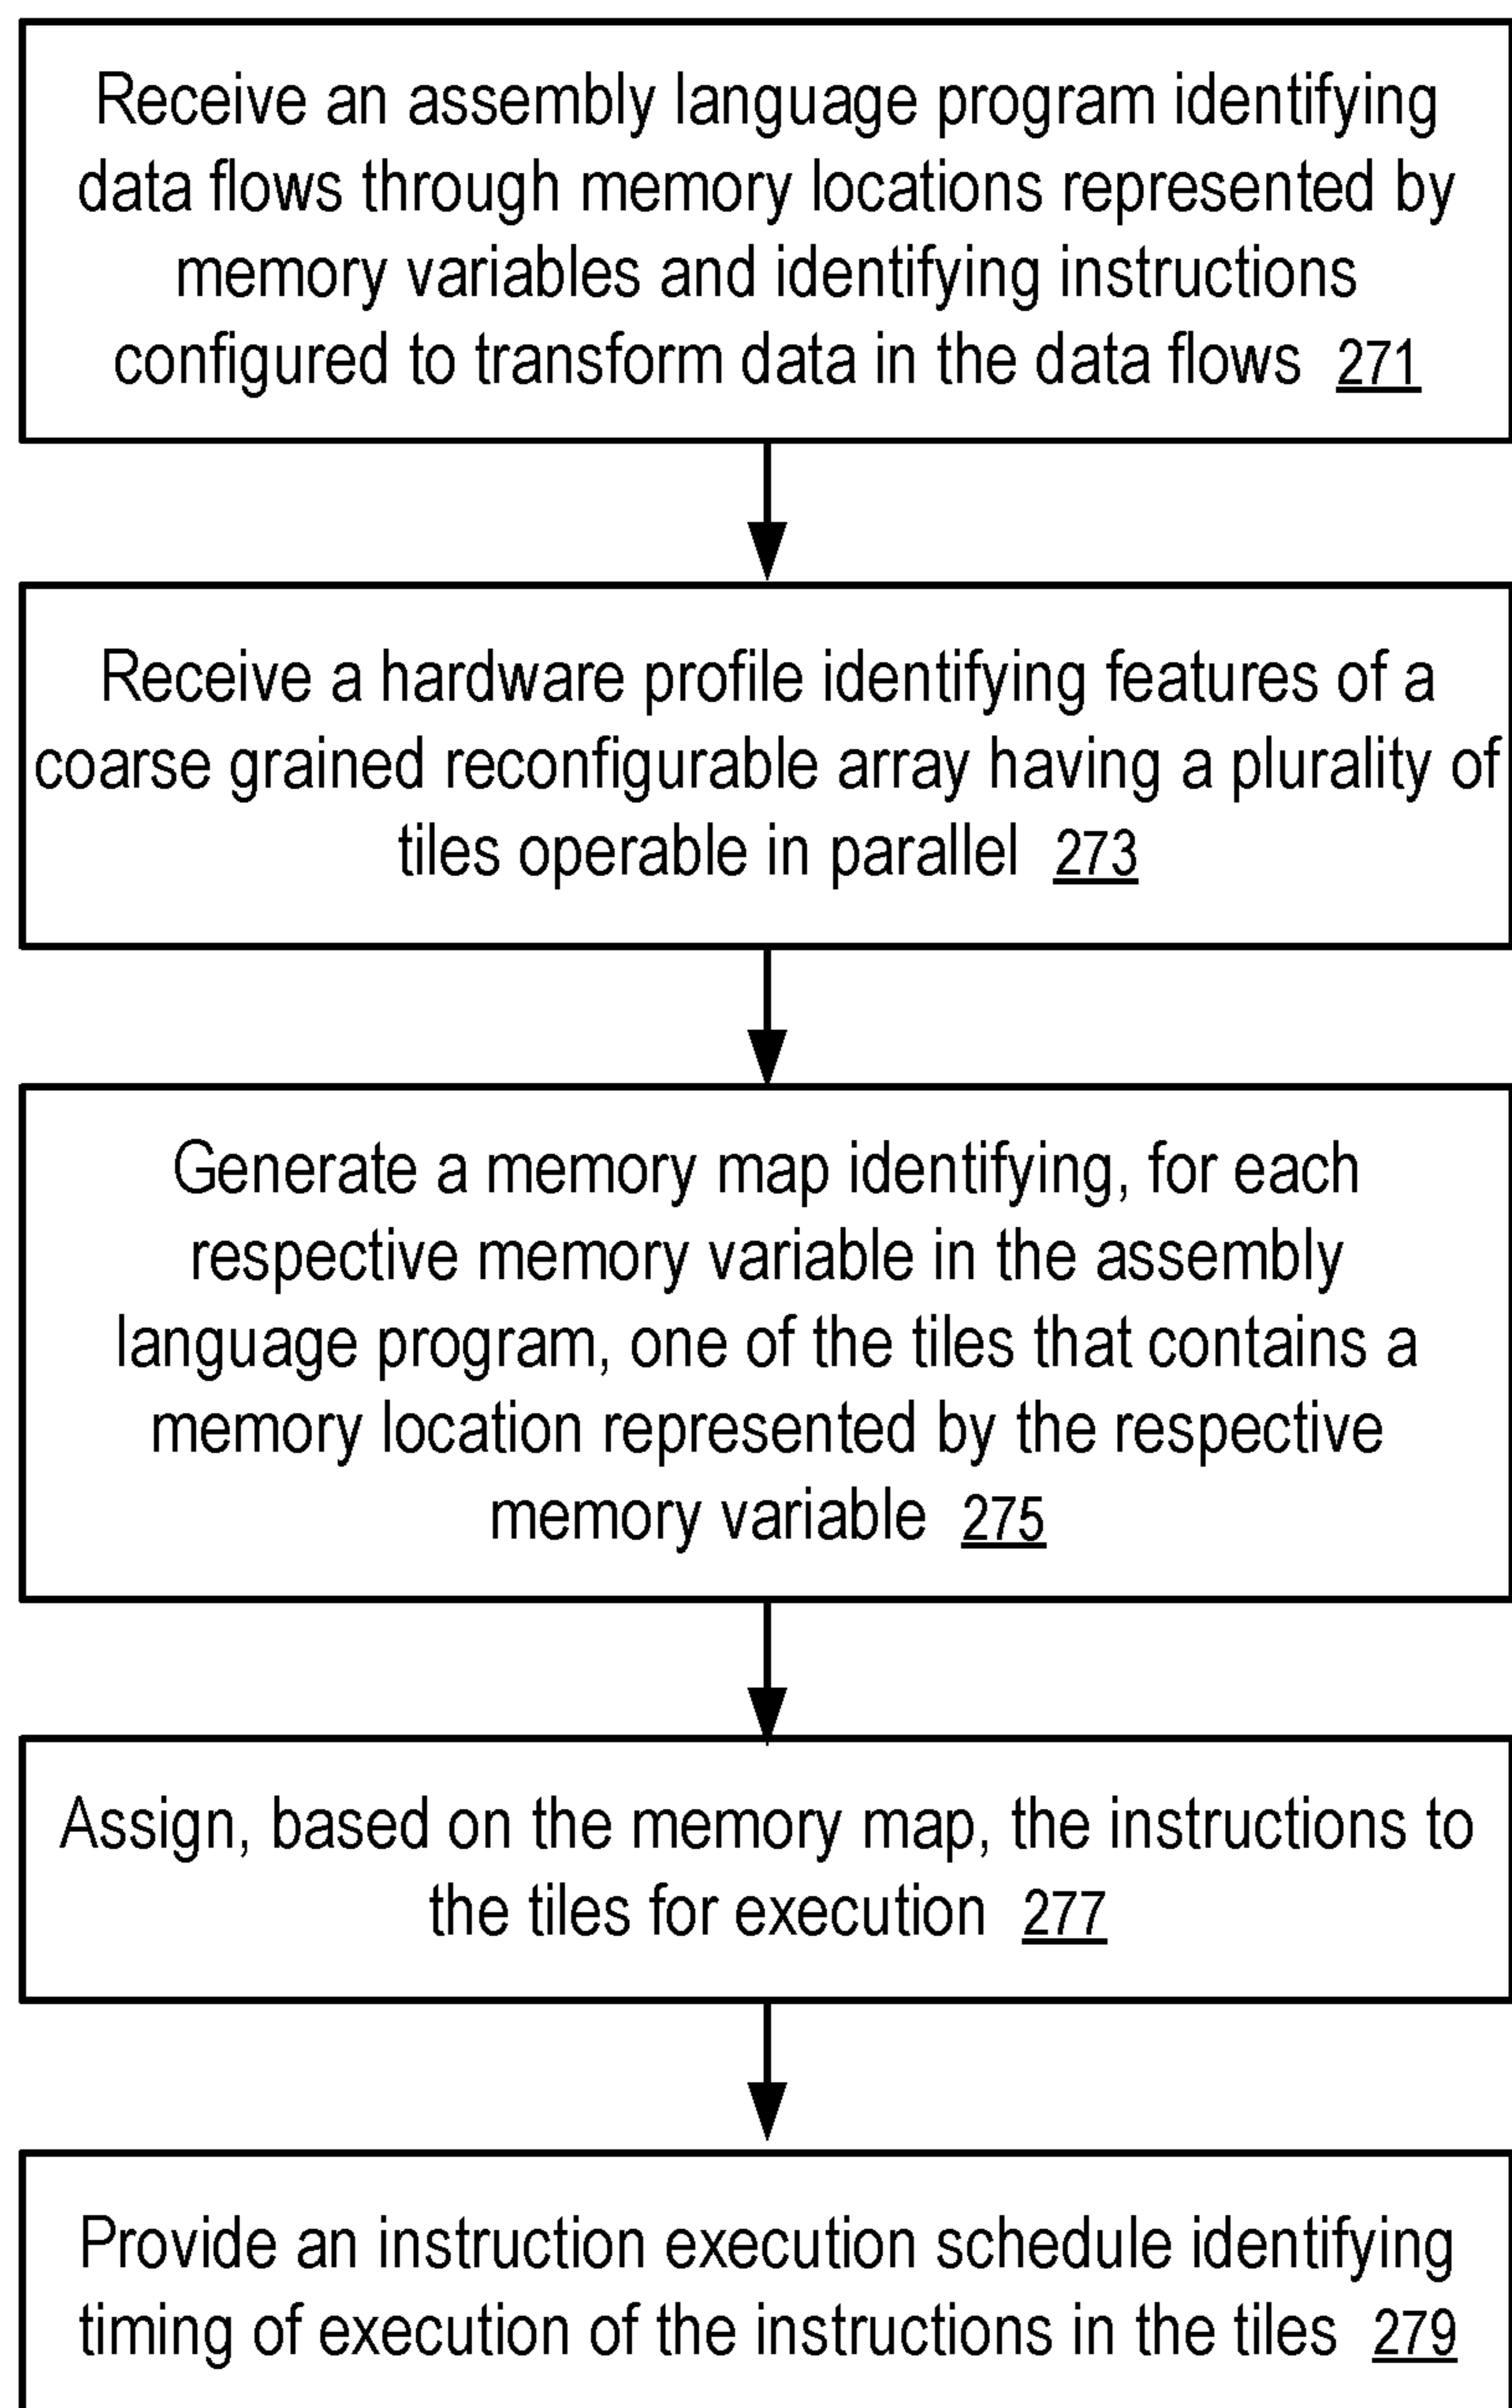 Receive an assembly language program identifying
data flows through memory locations represented by
memory variables and identifying instructions
configured to transform data in the data flows 271
Receive a hardware profile identifying features of a
coarse grained reconfigurable array having a plurality of
tiles operable in parallel 273
Generate a memory map identifying, for each
respective memory variable in the assembly
language program, one of the tiles that contains a
memory location represented by the respective
memory variable 275
Assign, based on the memory map, the instructions to
the tiles for execution 277
Provide an instruction execution schedule identifying
timing of execution of the instructions in the tiles 279